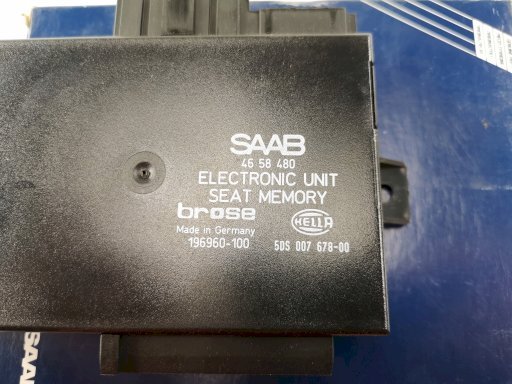 SAAB
46 58 480
ELECTRONIC UNIT
SEAT MEMORY
brose
HELLA
Made in Germany
196960-100
5DS 007 678-00
SAAB